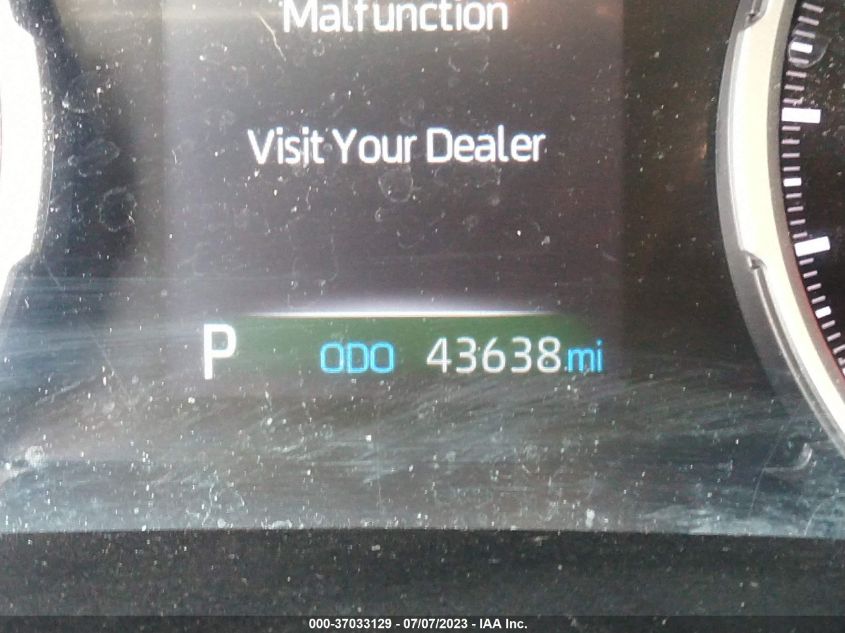 Malfunction
Visit Your Dealer
P ODO 43638 mi
000-37033129 - 07/07/2023 - IAA Inc.